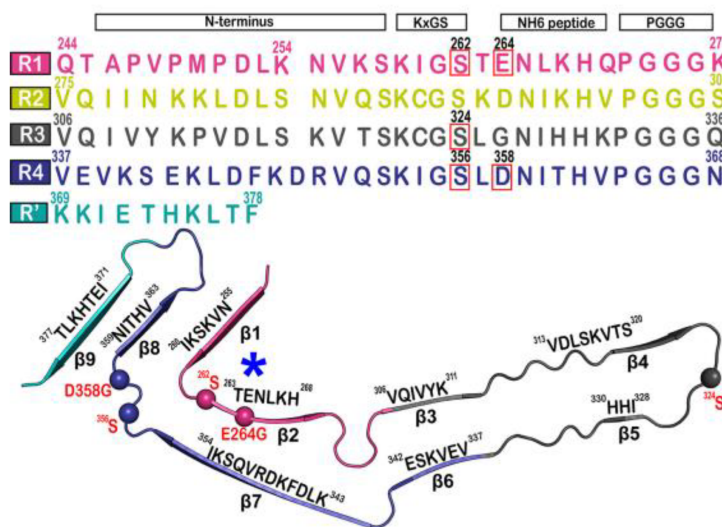 N-terminus KxGS NH6 peptide PGGG
244 254 262 264 27
R1 Q T A P V P M P D L K N V K S K I G S T E N L K H Q P G G G K
275 30
R2 V Q I I N K K L D L S N V Q S K C G S K D N I K H V P G G G S
306 324 336
R3 V Q I V Y K P V D L S K V T S K C G S L G N I H H K P G G G Q
337 356 358 368
R4 V E V K S E K L D F K D R V Q S K I G S L D N I T H V P G G G N
369 378
R' K K I E T H K L T F
377 TLKHTEI 371
β9
359 NITHV 363
β8
260 IKSKVN 255
β1
*
D358G
356 S
262 S
263 TENLKH 268
E264G
β2
306 VQIVYK 311
β3
313 VDLSKVTS 320
β4
324 S
330 HHI 328
β5
342 ESKVEV 337
β6
354 IKSQVRDKFDLK 343
β7